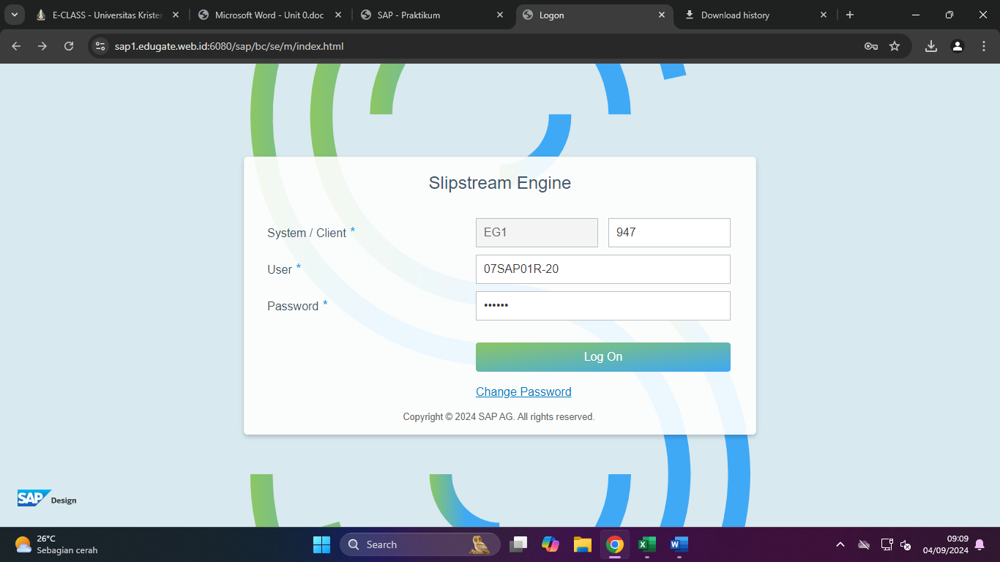 E-CLASS - Universitas Kristen
Microsoft Word - Unit 0.doc
SAP - Praktikum
Logon
Download history
sap1.edugate.web.id:6080/sap/bc/se/m/index.html
Slipstream Engine
System / Client *
EG1
947
User *
07SAP01R-20
Password *
••••••
Log On
Change Password
Copyright © 2024 SAP AG. All rights reserved.
SAP Design
26°C
Sebagian cerah
Search
09:09
04/09/2024